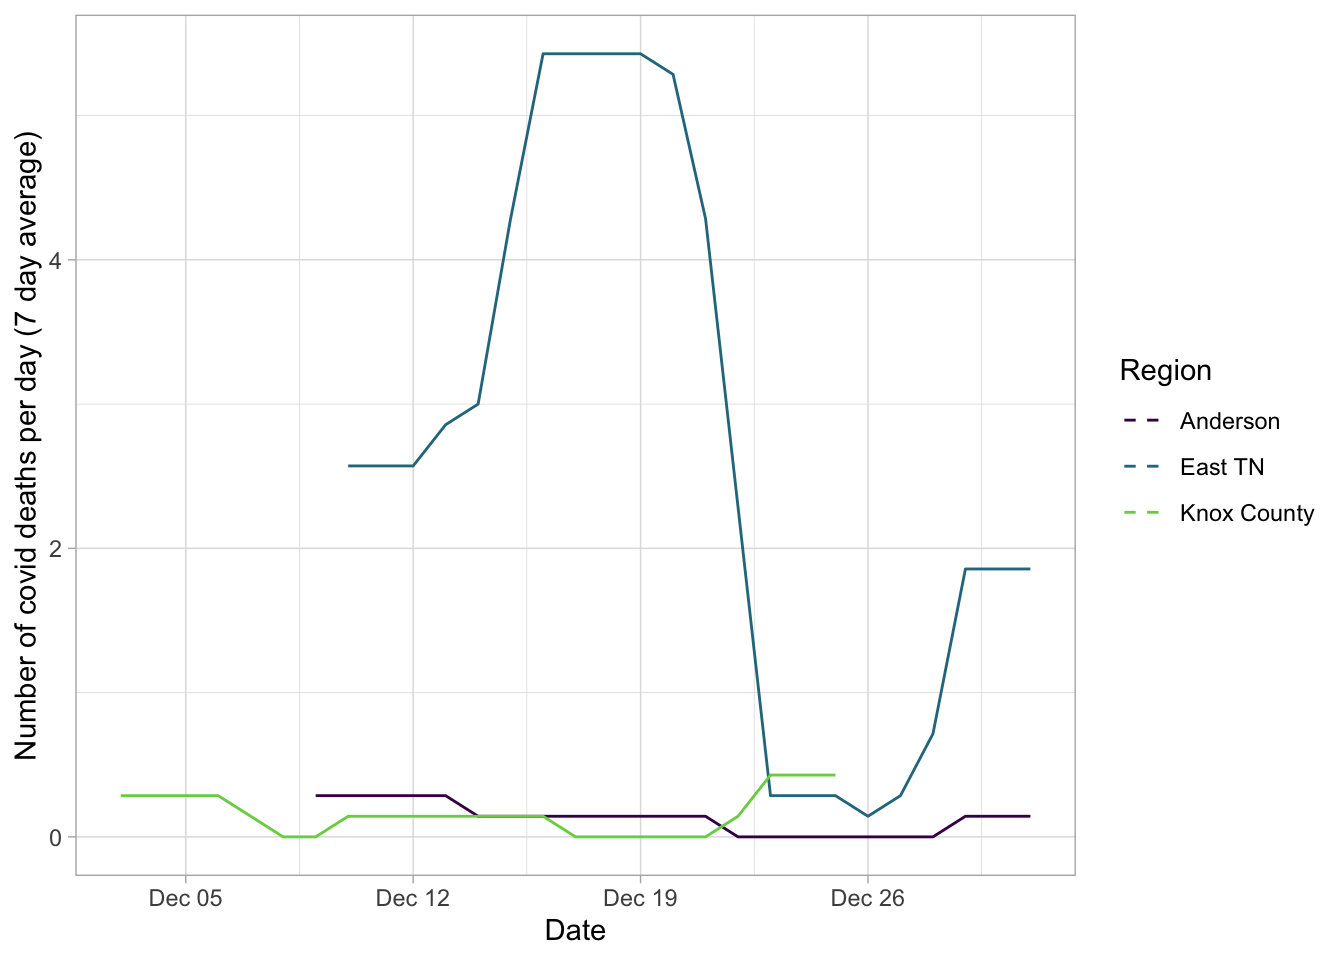 Number of covid deaths per day (7 day average)
4
2
0
Dec 05
Dec 12
Dec 19
Dec 26
Date
Region
Anderson
East TN
Knox County